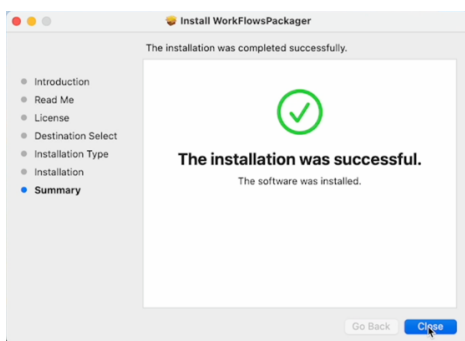 Install WorkFlowsPackager
The installation was completed successfully.
Introduction
Read Me
License
Destination Select
Installation Type
Installation
Summary
The installation was successful.
The software was installed.
Go Back
Close